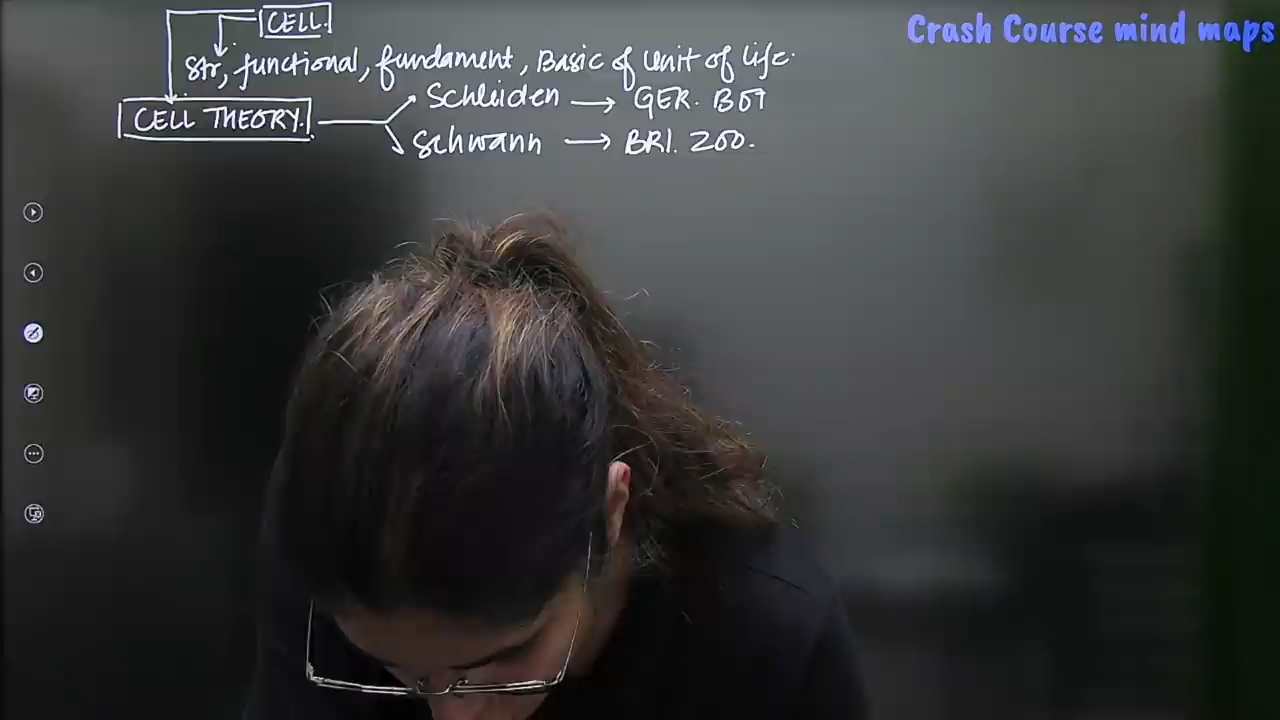 CELL.
Str, functional, fundament, Basic of Unit of life.
CELL THEORY. Schleiden → GER. BOT
Schwann → BRI. ZOO.
Crash Course mind maps